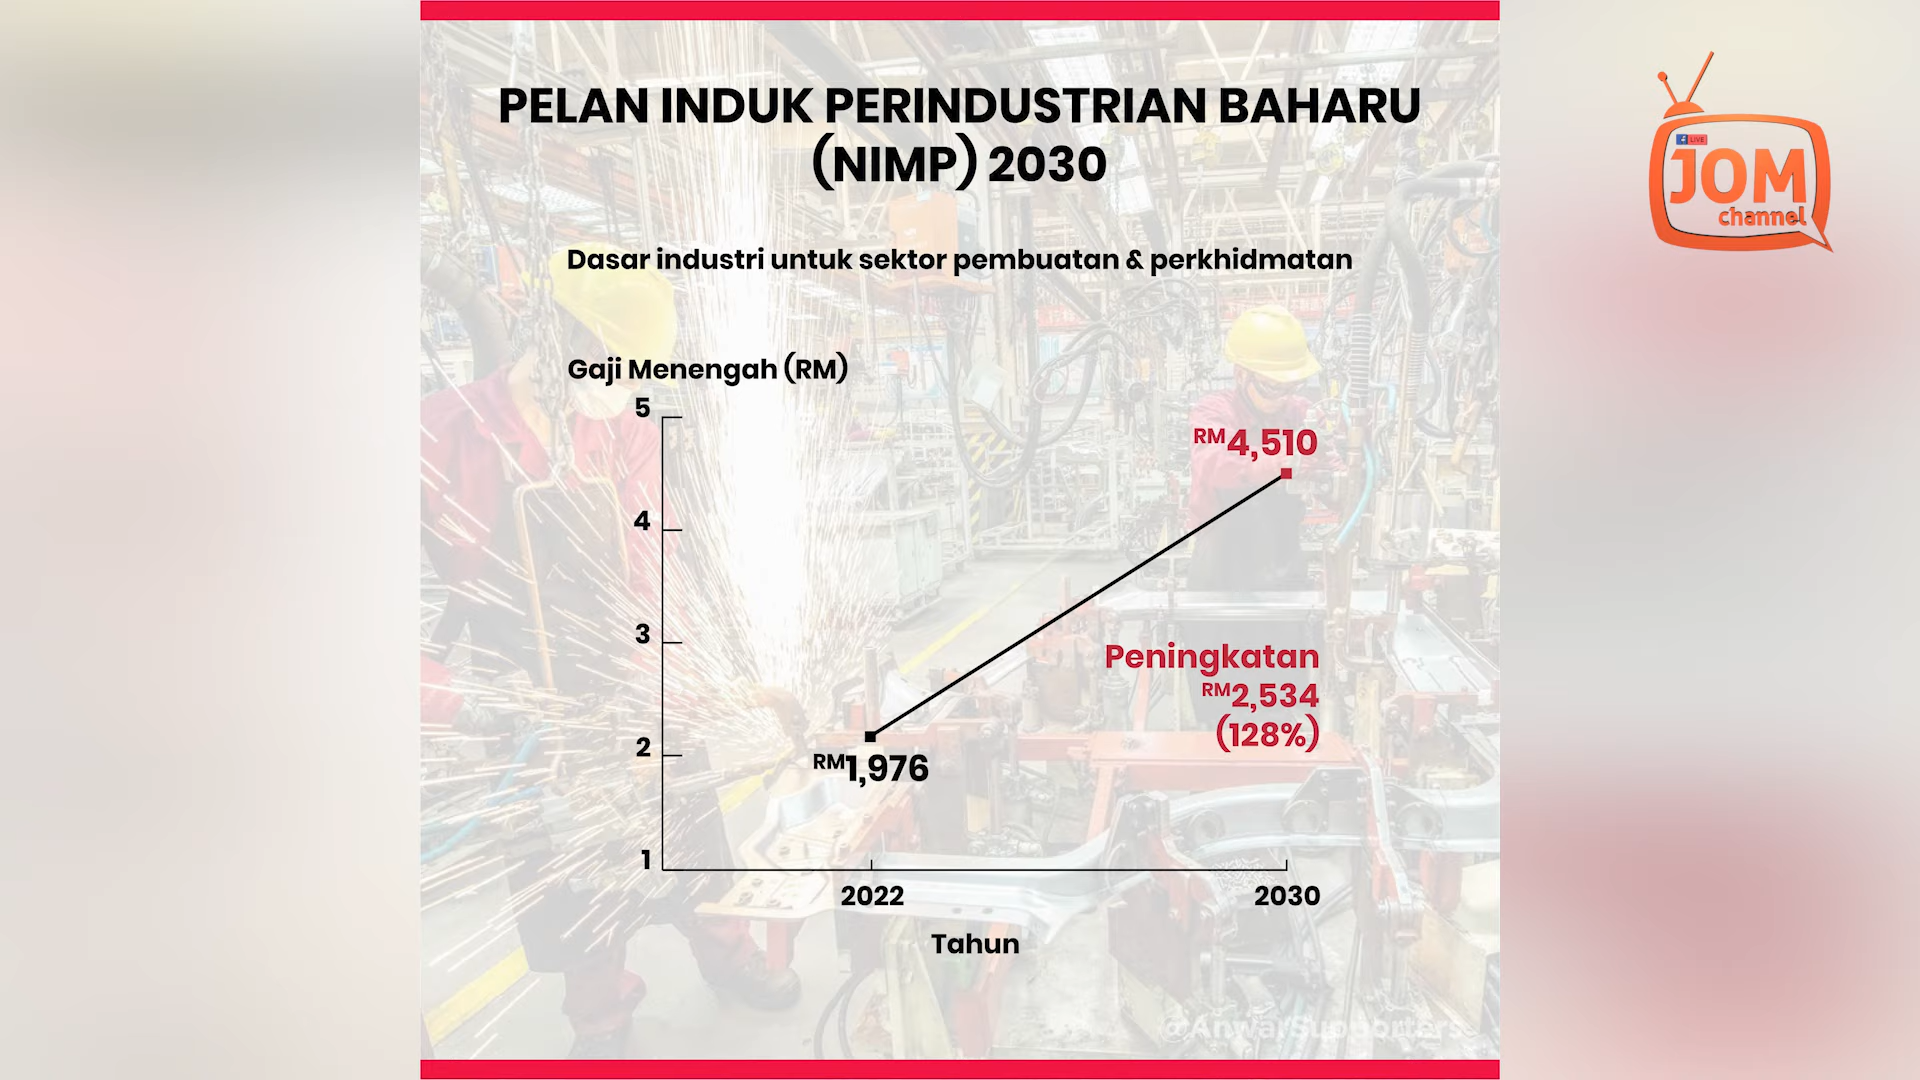 PELAN INDUK PERINDUSTRIAN BAHARU
(NIMP) 2030
LIVE
JOM
channel
Dasar industri untuk sektor pembuatan & perkhidmatan
Gaji Menengah (RM)
5
4
3
2
1
RM4,510
Peningkatan
RM2,534
(128%)
RM1,976
2022
2030
Tahun
@AnwarSupporters